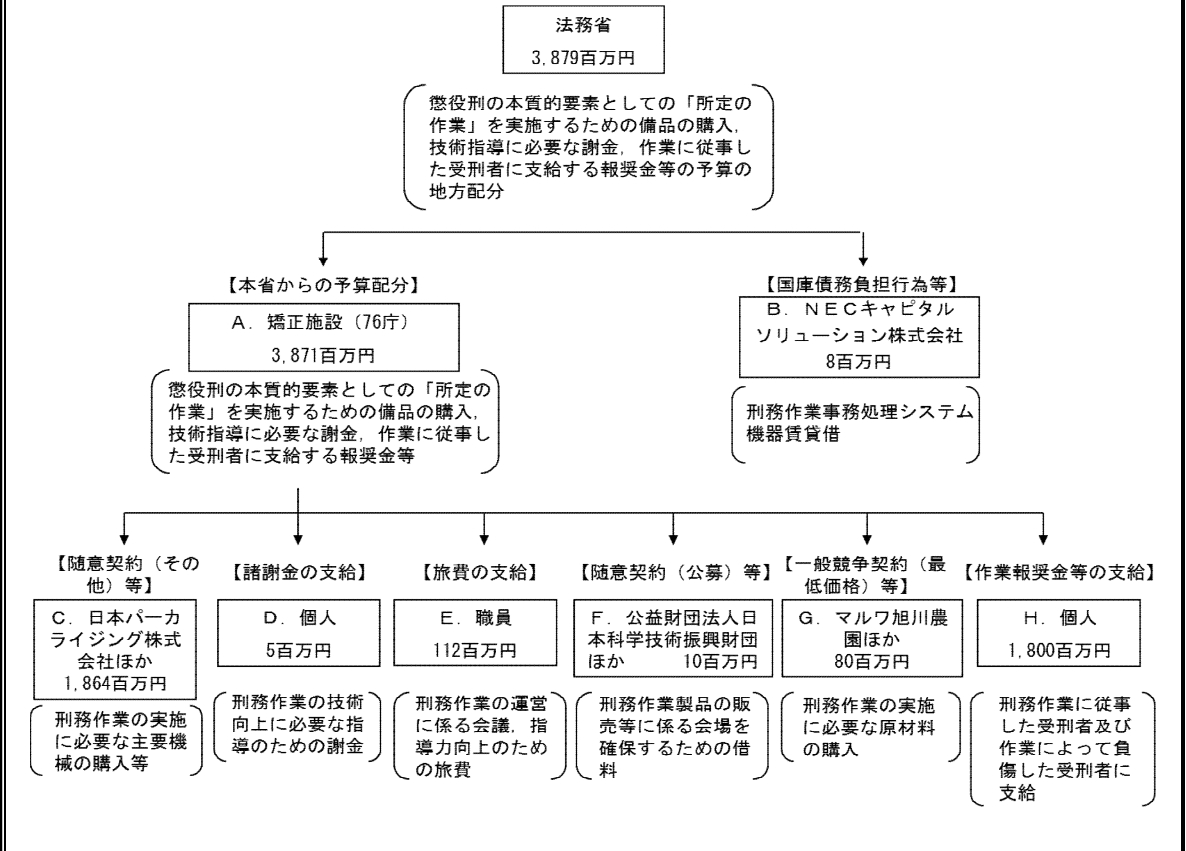 法務省
3,879百万円
懲役刑の本質的要素としての「所定の
作業」を実施するための備品の購入,
技術指導に必要な謝金,作業に従事し
た受刑者に支給する報奨金等の予算の
地方配分
【本省からの予算配分】
A.矯正施設(76庁)
3,871百万円
懲役刑の本質的要素としての「所定の
作業」を実施するための備品の購入,
技術指導に必要な謝金,作業に従事し
た受刑者に支給する報奨金等
【国庫債務負担行為等】
B.NECキャピタル
ソリューション株式会社
8百万円
刑務作業事務処理システム
機器賃貸借
【随意契約(その
他)等】
C.日本パーカ
ライジング株式
会社ほか
1,864百万円
刑務作業の実施
に必要な主要機
械の購入等
【諸謝金の支給】
D.個人
5百万円
刑務作業の技術
向上に必要な指
導のための謝金
【旅費の支給】
E.職員
112百万円
刑務作業の運営
に係る会議,指
導力向上のため
の旅費
【随意契約(公募)等】
F.公益財団法人日
本科学技術振興財団
ほか 10百万円
刑務作業製品の販
売等に係る会場を
確保するための借
料
【一般競争契約(最
低価格)等】
G.マルワ旭川農
園ほか
80百万円
刑務作業の実施
に必要な原材料
の購入
【作業報奨金等の支給】
H.個人
1,800百万円
刑務作業に従事
した受刑者及び
作業によって負
傷した受刑者に
支給